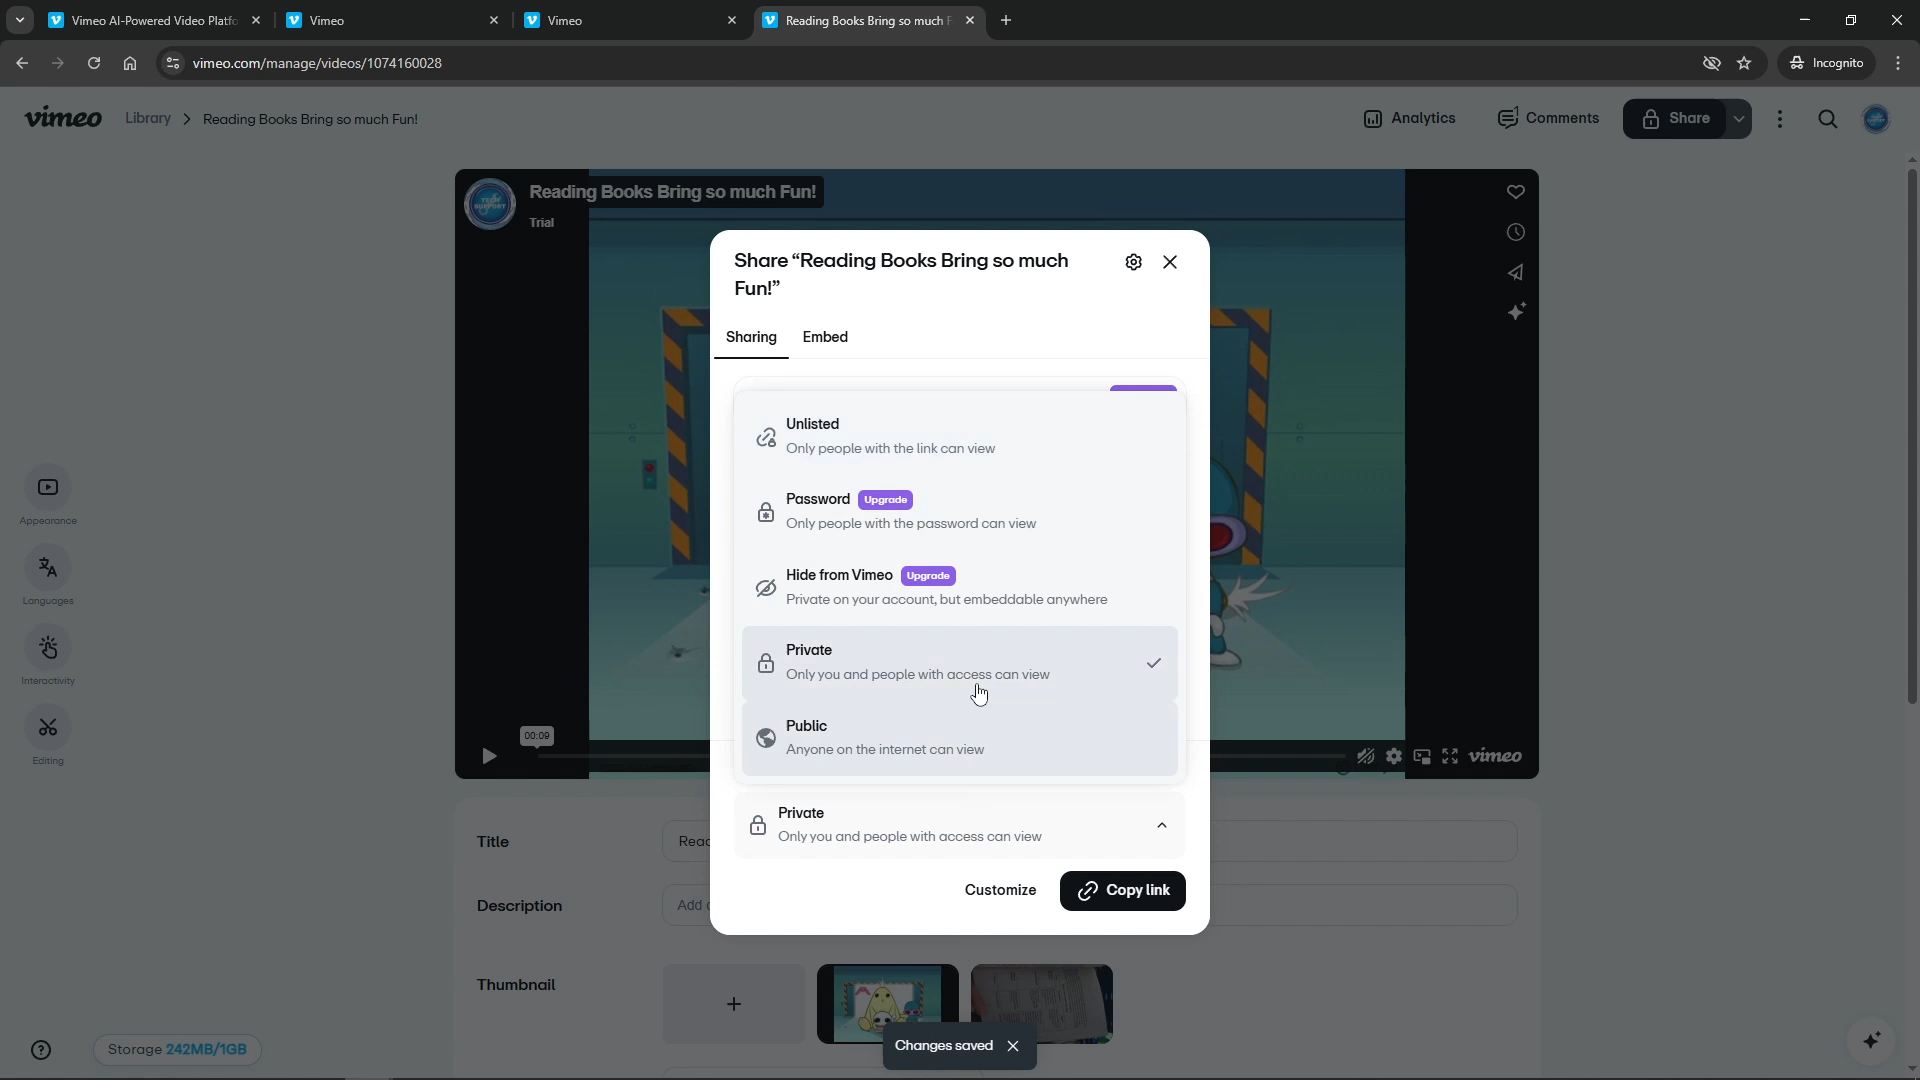 Vimeo AI-Powered Video Platfo
Vimeo
Vimeo
Reading Books Bring so much F
vimeo.com/manage/videos/1074160028
Incognito
vimeo
Library
Reading Books Bring so much Fun!
Analytics
Comments
Share
Reading Books Bring so much Fun!
Trial
TECH SUPPORT
Share “Reading Books Bring so much
Fun!”
Sharing
Embed
Unlisted
Only people with the link can view
Password
Upgrade
Only people with the password can view
Hide from Vimeo
Upgrade
Private on your account, but embeddable anywhere
Private
Only you and people with access can view
Public
Anyone on the internet can view
Private
Only you and people with access can view
Customize
Copy link
Appearance
Languages
Interactivity
Editing
00:09
vimeo
Title
Read
Description
Add
Thumbnail
Storage 242MB/1GB
Changes saved